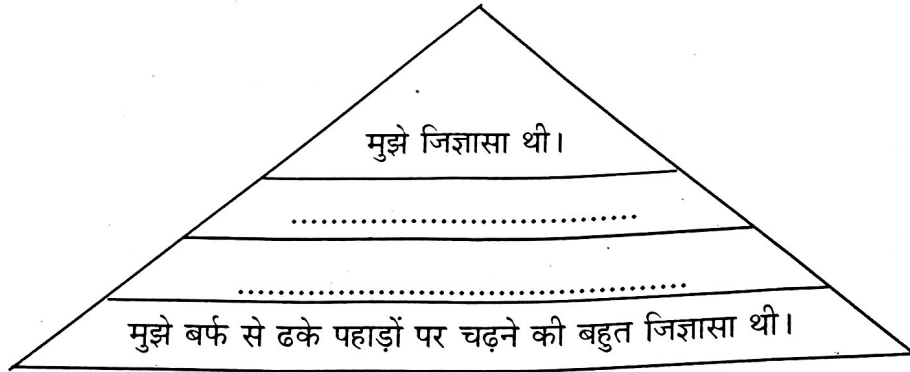 मुझे जिज्ञासा थी।
..................................
............................................
मुझे बर्फ से ढके पहाड़ों पर चढ़ने की बहुत जिज्ञासा थी।